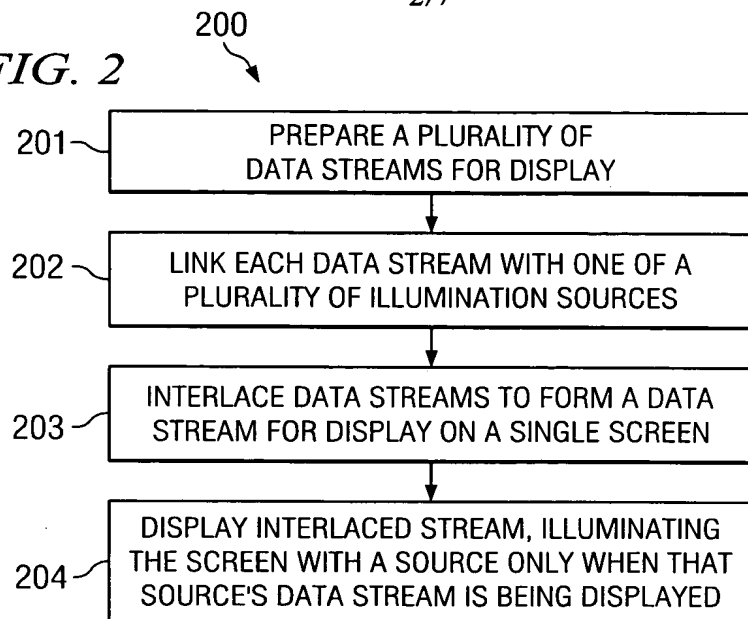 200
FIG. 2
201
PREPARE A PLURALITY OF
DATA STREAMS FOR DISPLAY
202
LINK EACH DATA STREAM WITH ONE OF A
PLURALITY OF ILLUMINATION SOURCES
203
INTERLACE DATA STREAMS TO FORM A DATA
STREAM FOR DISPLAY ON A SINGLE SCREEN
204
DISPLAY INTERLACED STREAM, ILLUMINATING
THE SCREEN WITH A SOURCE ONLY WHEN THAT
SOURCE'S DATA STREAM IS BEING DISPLAYED